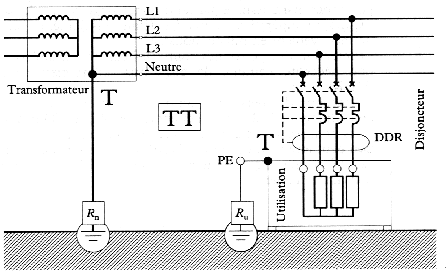 L1
L2
L3
Neutre
Transformateur
T
TT
T
PE
DDR
Disjoncteur
Utilisation
Rn
Ru